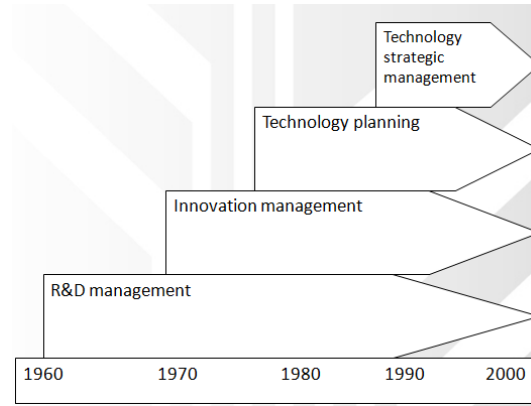 Technology
strategic
management
Technology planning
Innovation management
R&D management
1960 1970 1980 1990 2000